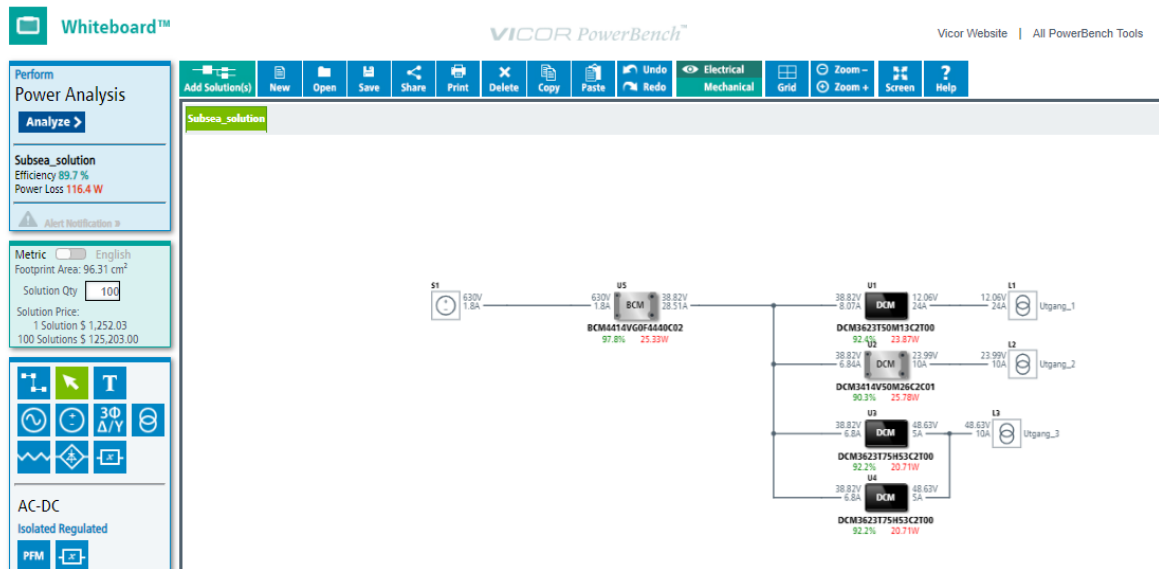 Whiteboard™
VICOR PowerBench™
Vicor Website | All PowerBench Tools
Perform
Power Analysis
Analyze
Subsea_solution
Efficiency 89.7 %
Power Loss 116.4 W
Alert Notification »
Metric English
Footprint Area: 96.31 cm²
Solution Qty 100
Solution Price:
1 Solution $ 1,252.03
100 Solutions $ 125,203.00
T
3Φ
Δ/Y
x
AC-DC
Isolated Regulated
PFM
x
Add Solution(s)
New
Open
Save
Share
Print
Delete
Copy
Paste
Undo
Redo
Electrical
Mechanical
Grid
Zoom –
Zoom +
Screen
?
Help
Subsea_solution
S1
630V
1.8A
U5
630V
1.8A
BCM
38.82V
28.51A
BCM4414VG0F4440C02
97.8% 25.33W
U1
38.82V
8.07A
DCM
12.06V
24A
DCM3623T50M13C2T00
92.4% 23.87W
L1
12.06V
24A
Utgang_1
U2
38.82V
6.84A
DCM
23.99V
10A
DCM3414V50M26C2C01
90.3% 25.78W
L2
23.99V
10A
Utgang_2
U3
38.82V
6.8A
DCM
48.63V
5A
DCM3623T75H53C2T00
92.2% 20.71W
L3
48.63V
10A
Utgang_3
U4
38.82V
6.8A
DCM
48.63V
5A
DCM3623T75H53C2T00
92.2% 20.71W